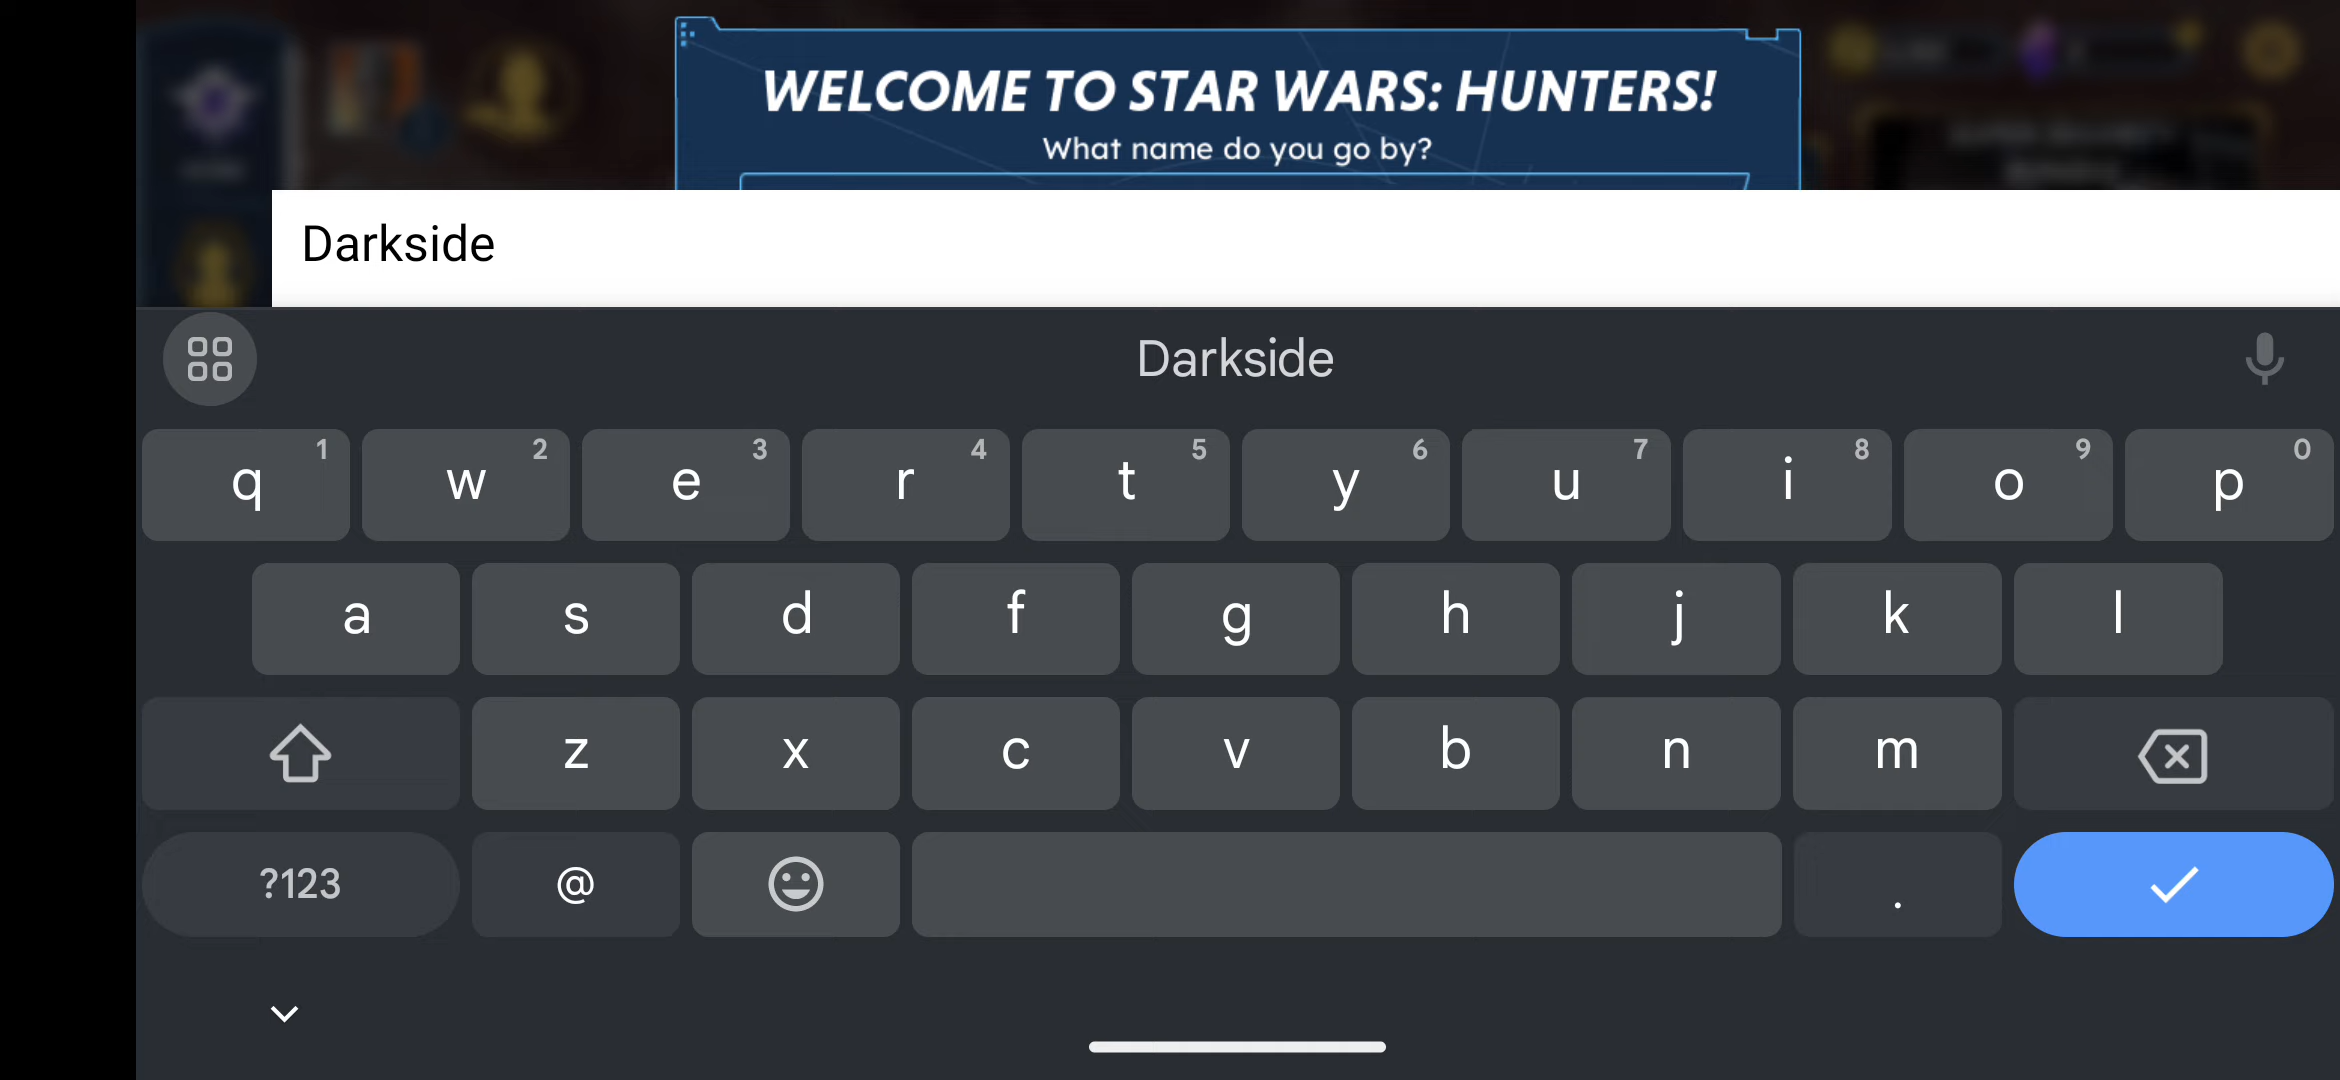 WELCOME TO STAR WARS: HUNTERS!
What name do you go by?
Darkside
Darkside
q 1 w 2 e 3 r 4 t 5 y 6 u 7 i 8 o 9 p 0
a s d f g h j k l
z x c v b n m
?123 @ .